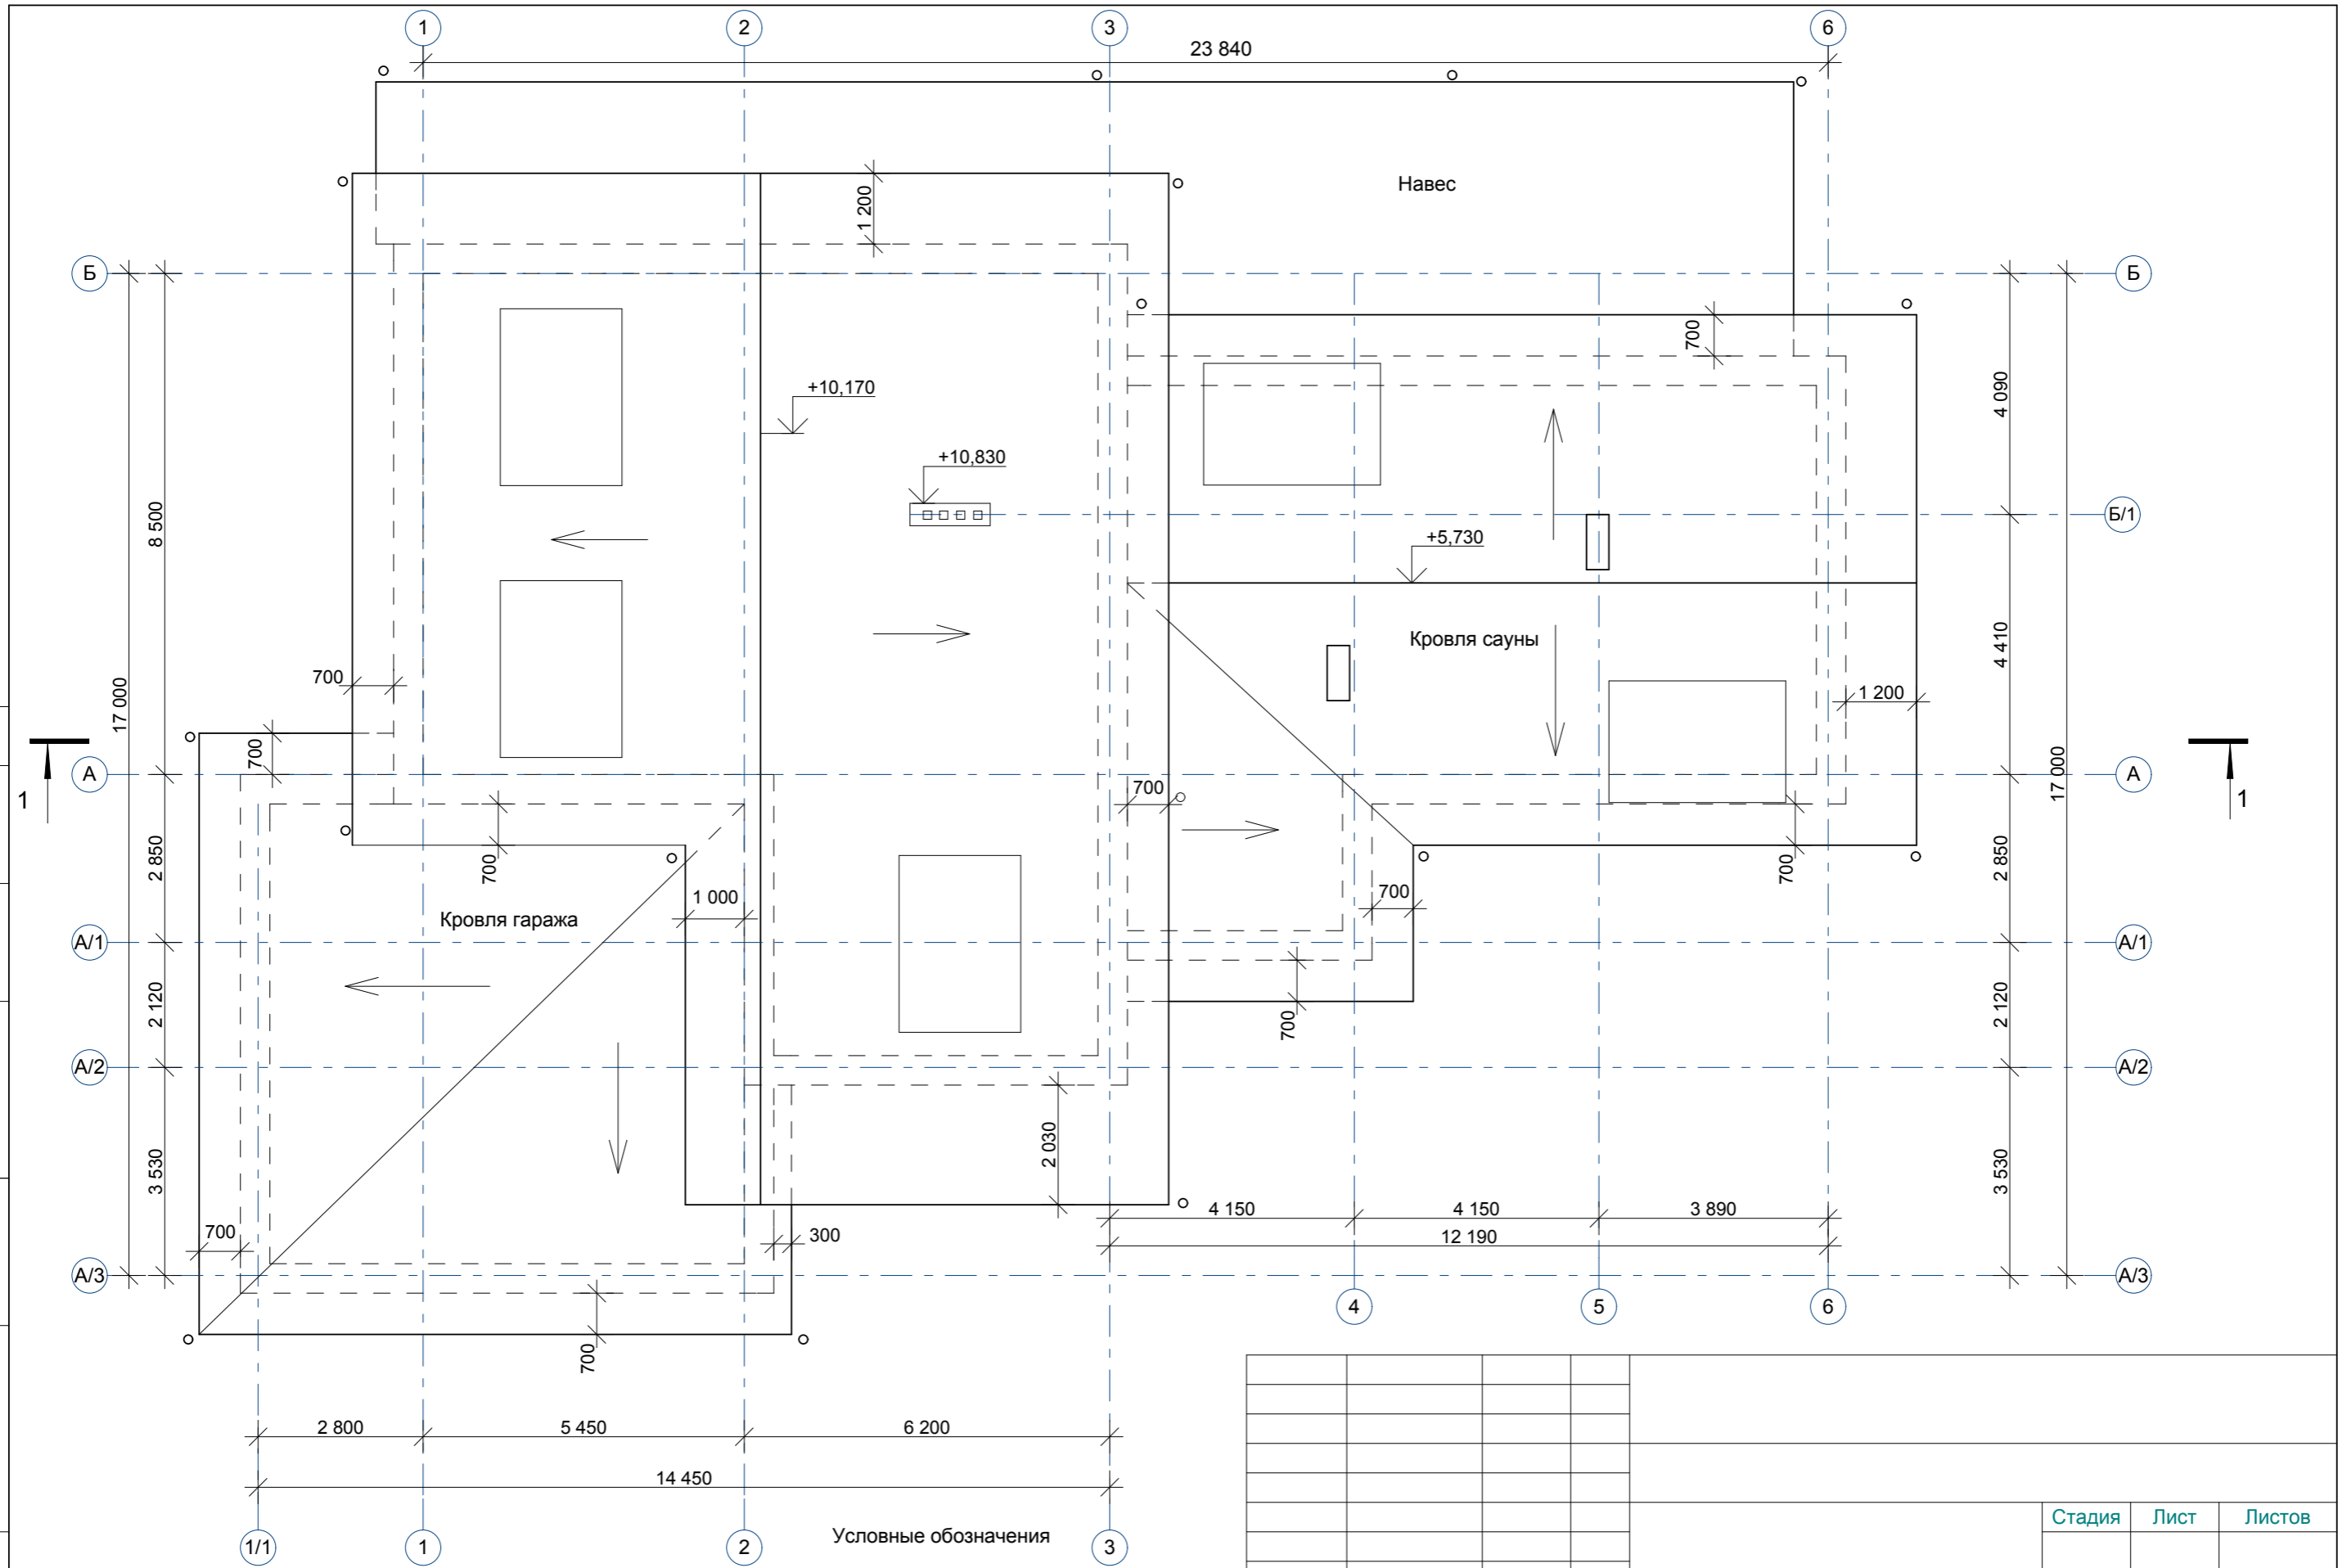 1
2
3
6
23 840
Навес
1 200
Б
Б
700
+10,170
4 090
+10,830
8 500
Б/1
+5,730
Кровля сауны
4 410
700
1 200
17 000
700
А
17 000
А
1
700
1
2 850
700
700
2 850
1 000
700
Кровля гаража
А/1
А/1
2 120
700
2 120
А/2
А/2
3 530
2 030
3 530
4 150
4 150
3 890
700
300
12 190
А/3
А/3
4
5
6
700
2 800
5 450
6 200
14 450
Стадия
Лист
Листов
Условные обозначения
1/1
1
2
3